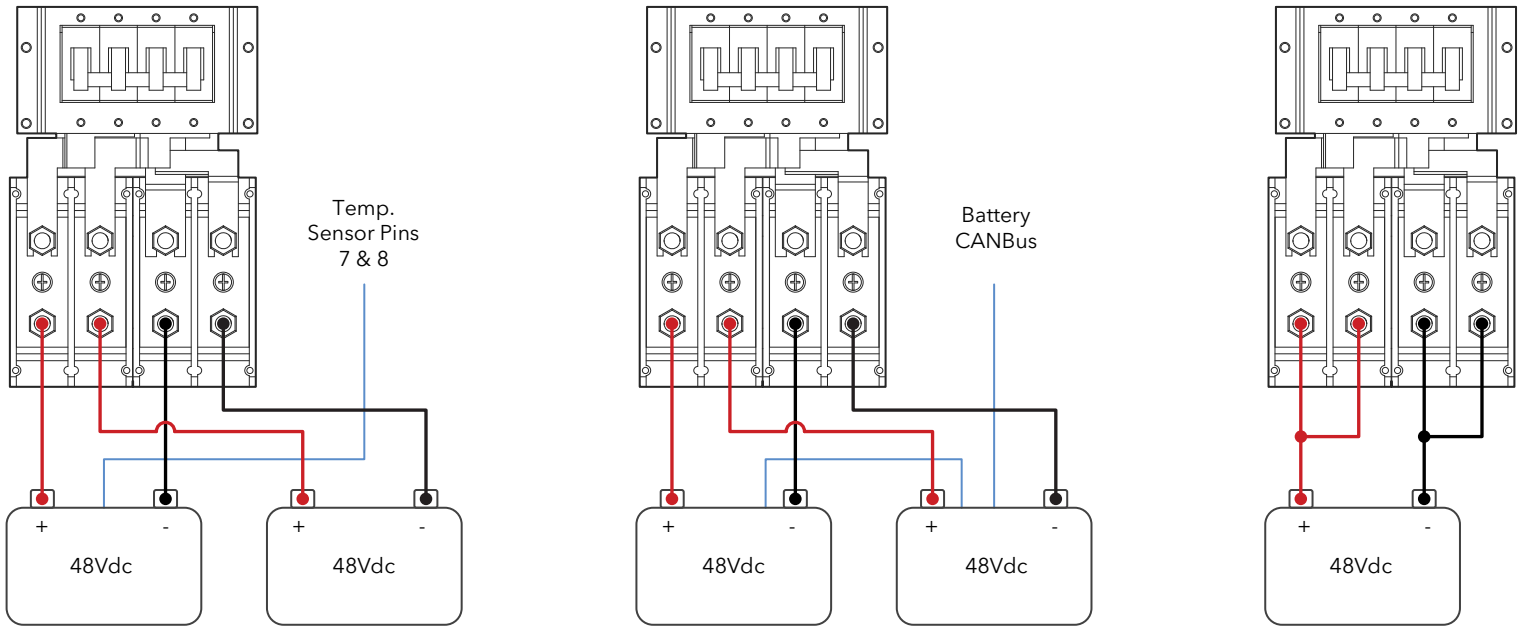 Temp.
Sensor Pins
7 & 8
+ -
48Vdc
+ -
48Vdc
Battery
CANBus
+ -
48Vdc
+ -
48Vdc
+ -
48Vdc